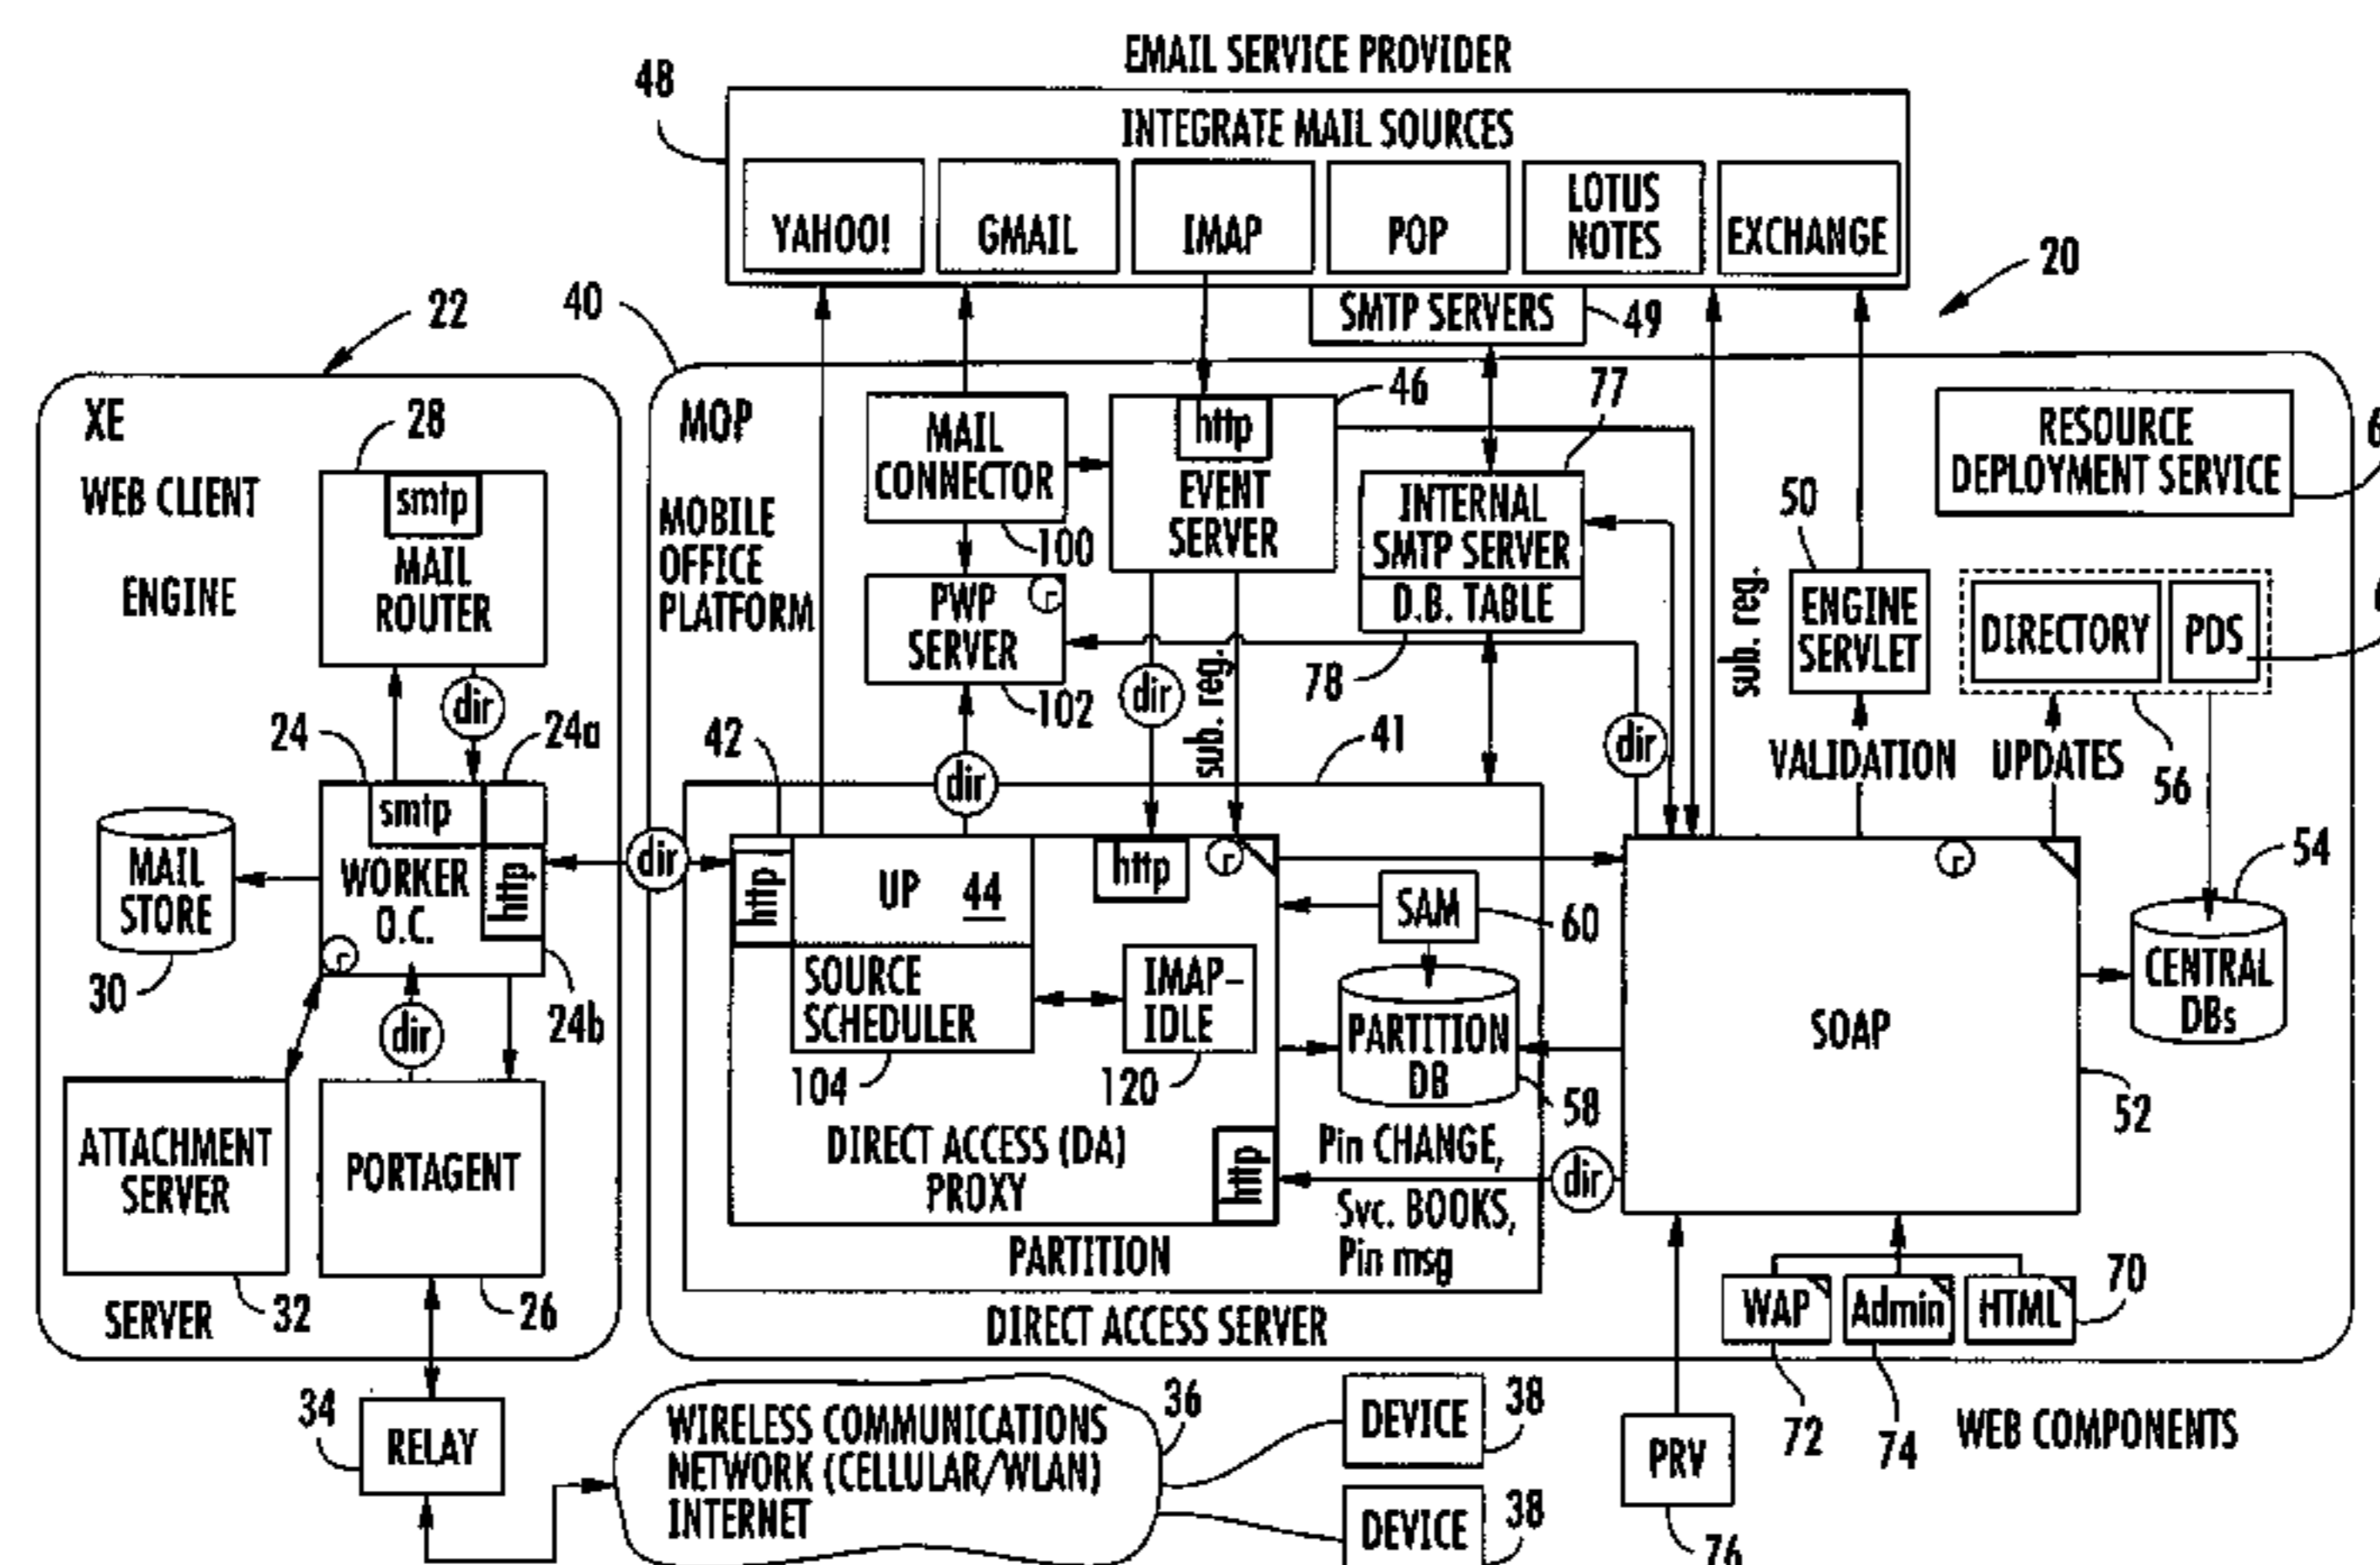 EMAIL SERVICE PROVIDER
48
INTEGRATE MAIL SOURCES
YAHOO!
GMAIL
IMAP
POP
LOTUS
NOTES
EXCHANGE
20
SMTP SERVERS
49
22
40
XE
WEB CLIENT
ENGINE
28
smtp
MAIL
ROUTER
dir
24
24a
smtp
WORKER
O.C.
http
r
24b
MAIL
STORE
30
dir
ATTACHMENT
SERVER
32
PORTAGENT
26
SERVER
34
RELAY
dir
MOP
MOBILE
OFFICE
PLATFORM
MAIL
CONNECTOR
100
http
EVENT
SERVER
46
77
INTERNAL
SMTP SERVER
D.B. TABLE
78
PWP
SERVER
r
102
dir
dir
sub. reg.
dir
sub. reg.
50
ENGINE
SERVLET
VALIDATION
RESOURCE
DEPLOYMENT SERVICE
6
DIRECTORY
PDS
UPDATES
56
42
41
http
UP 44
http
r
SOURCE
SCHEDULER
104
IMAP-
IDLE
120
SAM
60
PARTITION
DB
58
DIRECT ACCESS (DA)
PROXY
http
Pin CHANGE,
dir
Svc. BOOKS,
Pin msg
PARTITION
DIRECT ACCESS SERVER
r
SOAP
52
54
CENTRAL
DBs
WAP
Admin
HTML
70
72
74
WEB COMPONENTS
PRV
76
WIRELESS COMMUNICATIONS
NETWORK (CELLULAR/WLAN)
INTERNET
36
DEVICE
38
DEVICE
38